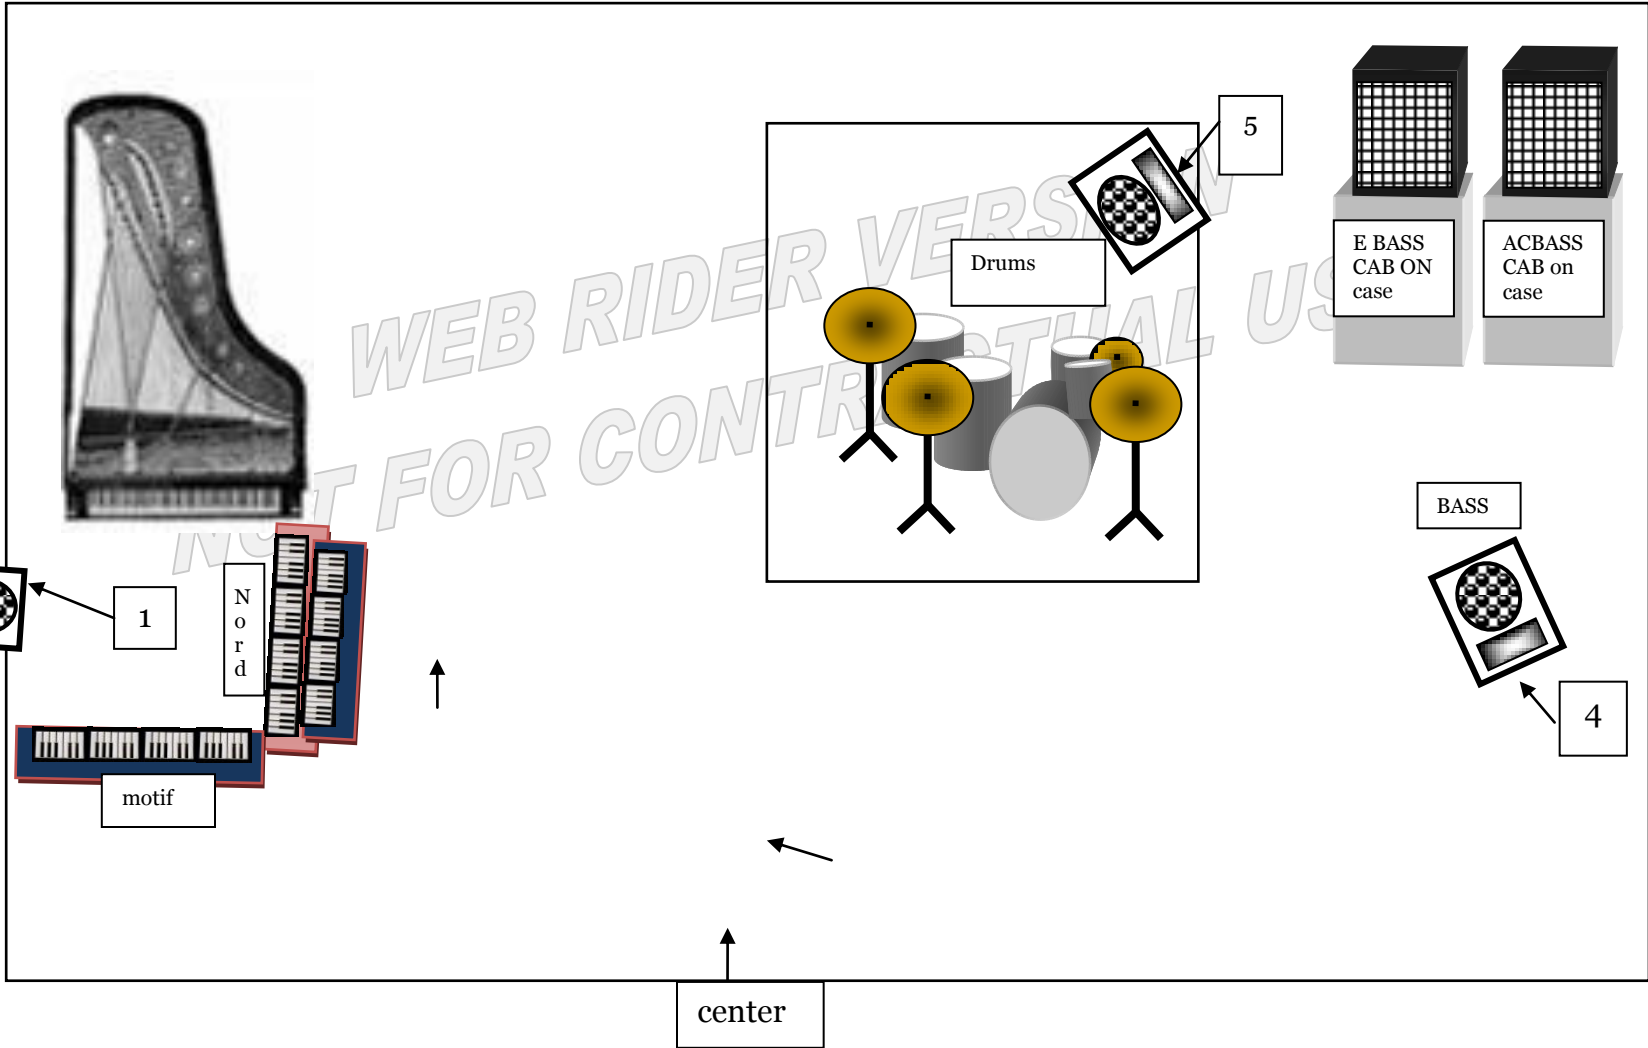 5
E BASS
CAB ON
case
ACBASS
CAB on
case
Drums
WEB RIDER VERSION
NOT FOR CONTRACTUAL USE
BASS
N
o
r
d
1
4
motif
center